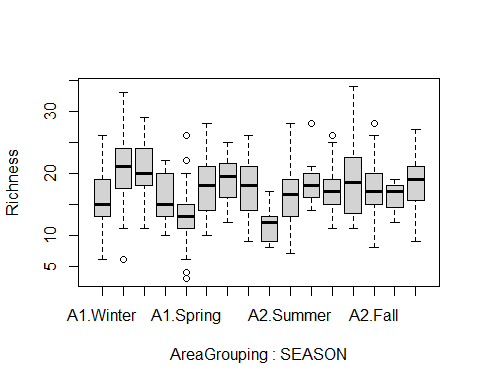 Richness
30
20
10
5
A1.Winter A1.Spring A2.Summer A2.Fall
AreaGrouping : SEASON